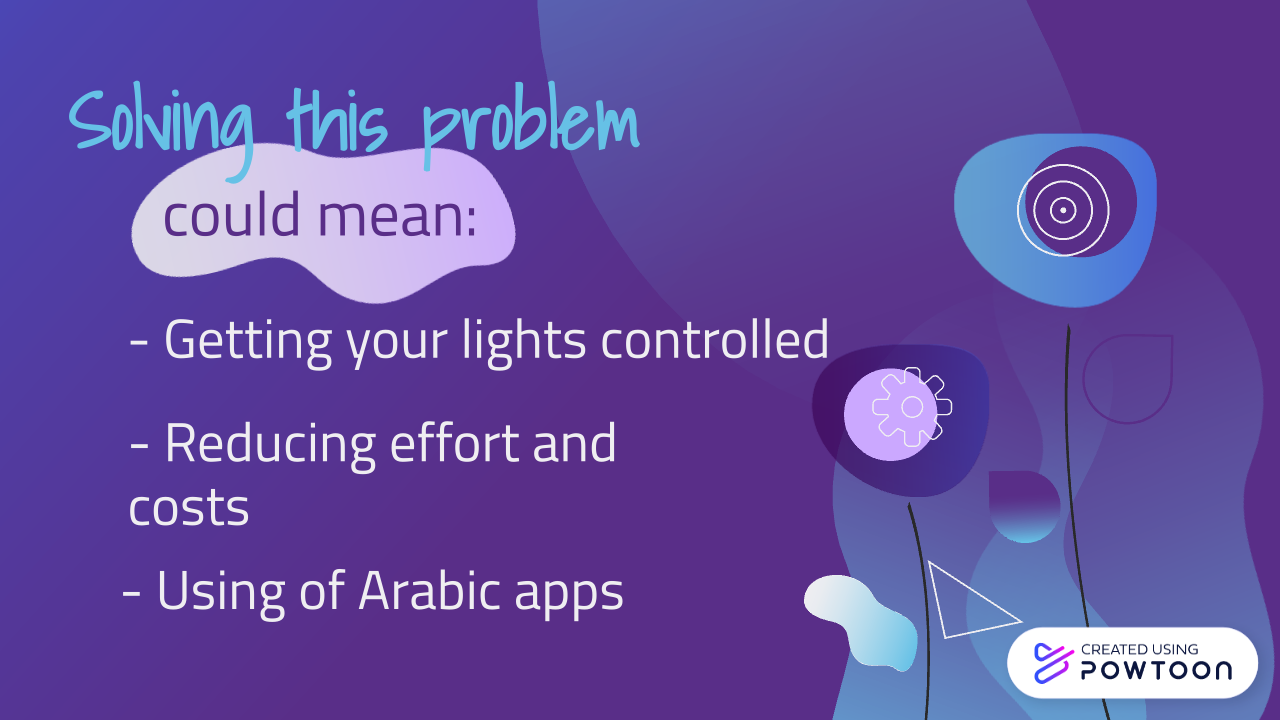 Solving this problem
could mean:
- Getting your lights controlled
- Reducing effort and
costs
- Using of Arabic apps
CREATED USING
POWTOON